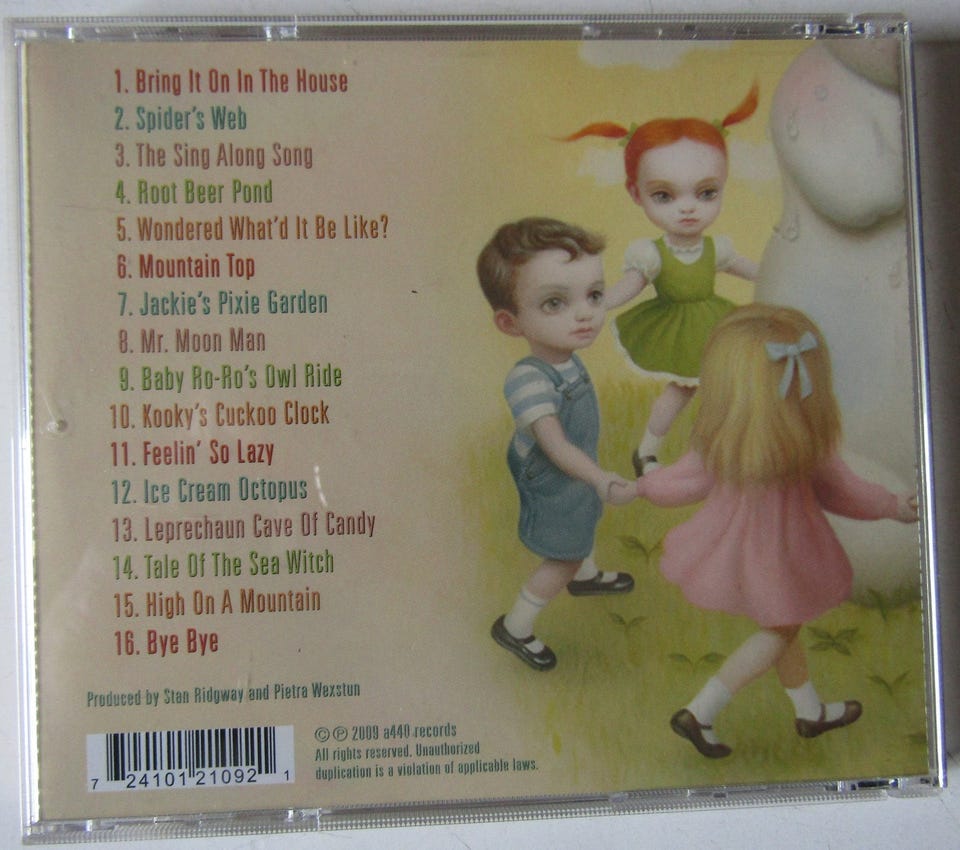 1. Bring It On In The House
2. Spider's Web
3. The Sing Along Song
4. Root Beer Pond
5. Wondered What'd It Be Like?
6. Mountain Top
7. Jackie's Pixie Garden
8. Mr. Moon Man
9. Baby Ro-Ro's Owl Ride
10. Kooky's Cuckoo Clock
11. Feelin' So Lazy
12. Ice Cream Octopus
13. Leprechaun Cave Of Candy
14. Tale Of The Sea Witch
15. High On A Mountain
16. Bye Bye
Produced by Stan Ridgway and Pietra Wexstun
©℗ 2009 a440 records
All rights reserved. Unauthorized
duplication is a violation of applicable laws.
7 24101 21092 1